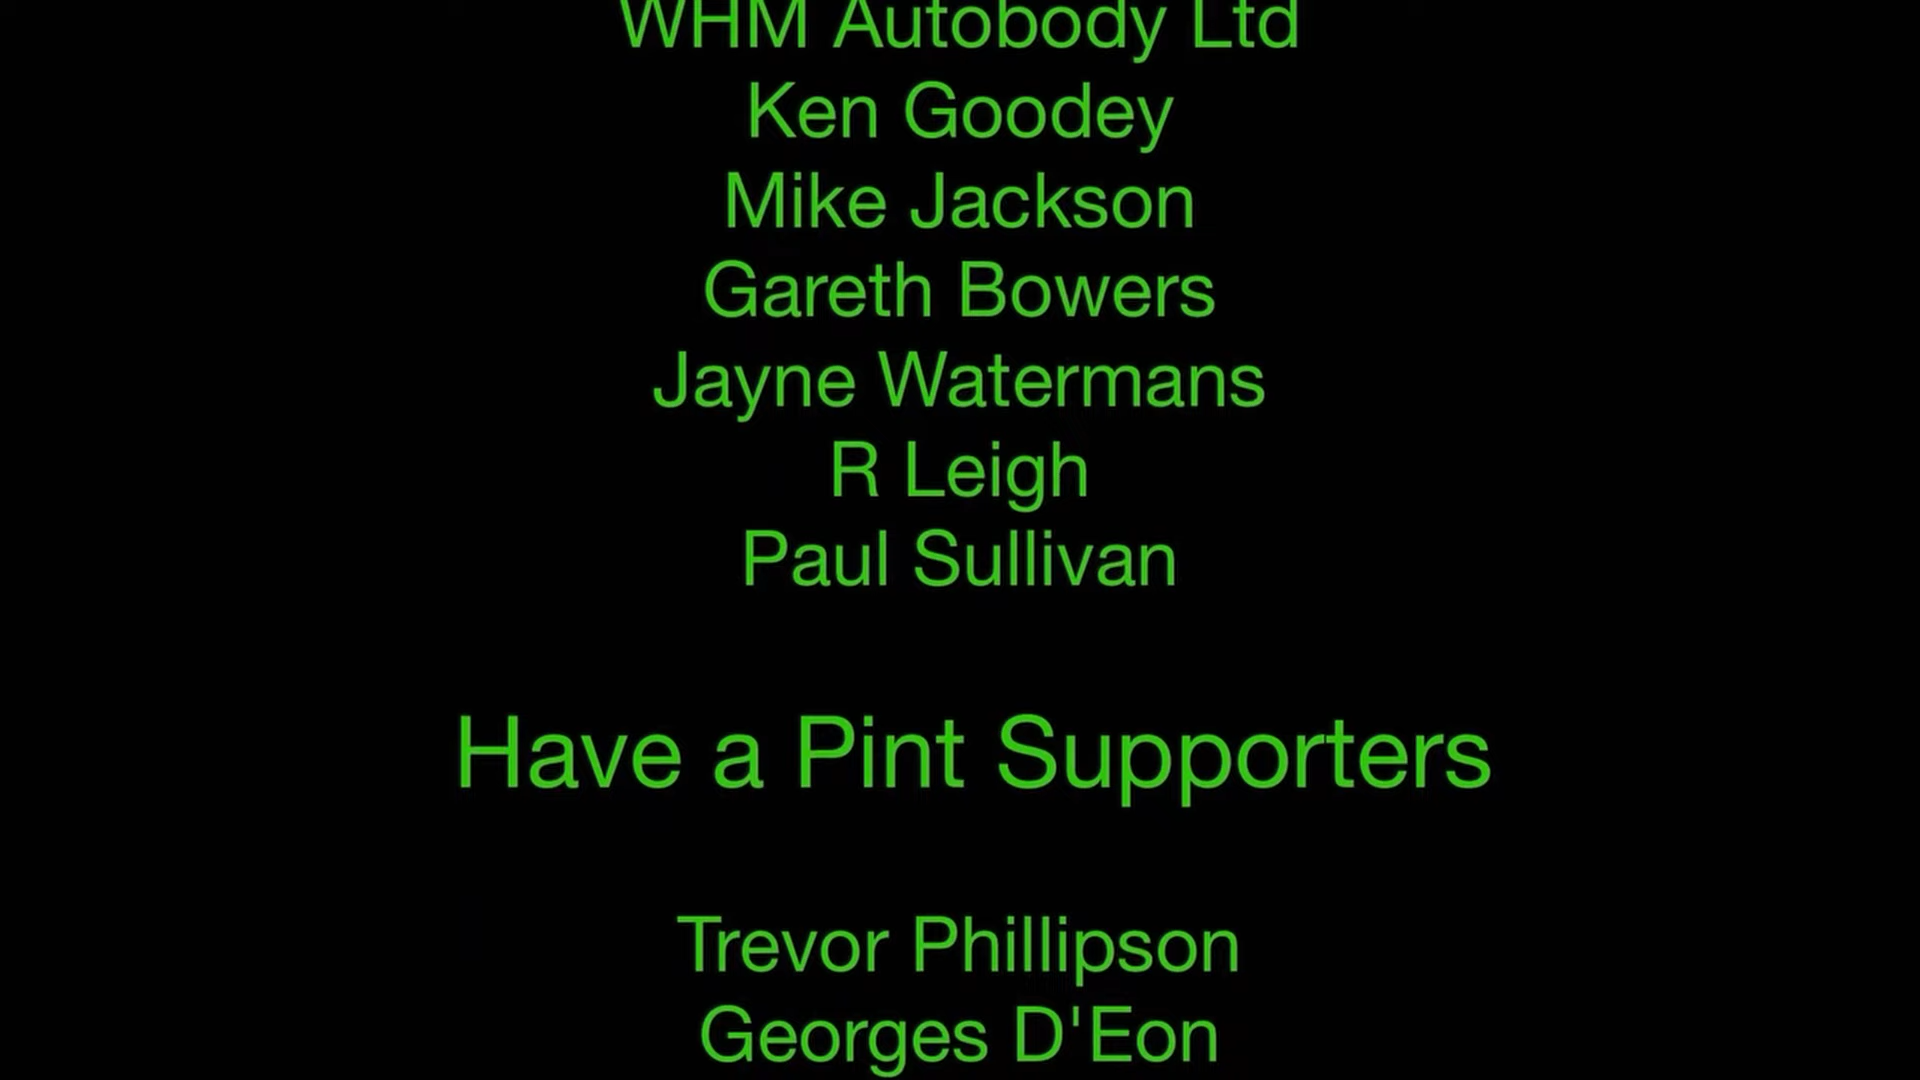 WHM Autobody Ltd
Ken Goodey
Mike Jackson
Gareth Bowers
Jayne Watermans
R Leigh
Paul Sullivan
Have a Pint Supporters
Trevor Phillipson
Georges D'Eon